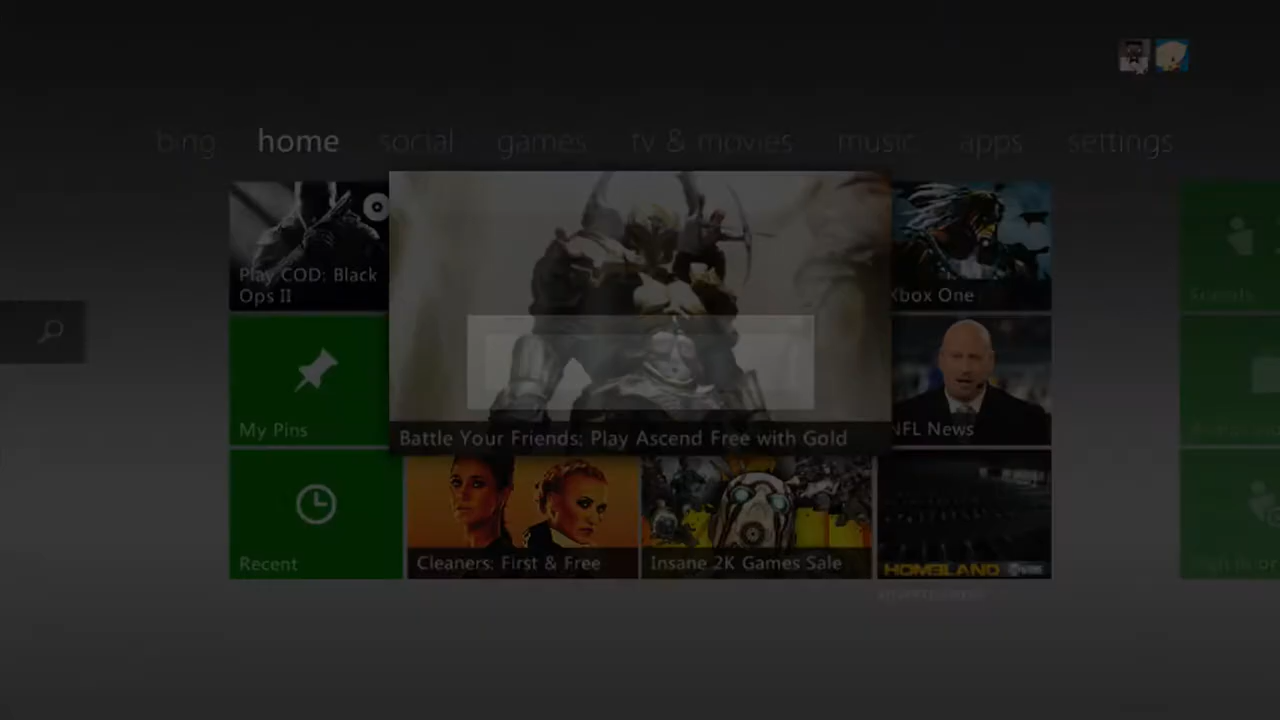 bing home social games tv & movies music apps settings
Play COD: Black
Ops II
Xbox One
Friends
My Pins
Battle Your Friends: Play Ascend Free with Gold
NFL News
Recent
Cleaners: First & Free
Insane 2K Games Sale
HOMELAND